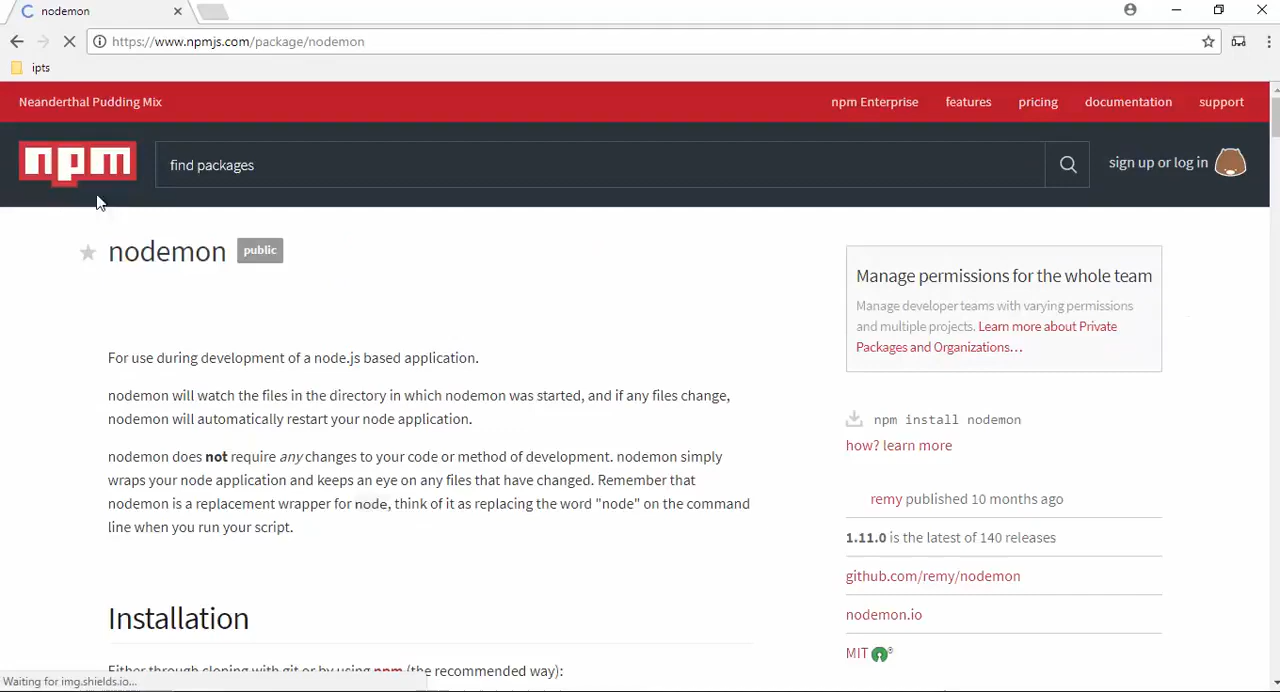 nodemon
https://www.npmjs.com/package/nodemon
ipts
Neanderthal Pudding Mix
npm Enterprise
features
pricing
documentation
support
npm
find packages
sign up or log in
nodemon
public
For use during development of a node.js based application.
nodemon will watch the files in the directory in which nodemon was started, and if any files change,
nodemon will automatically restart your node application.
nodemon does not require any changes to your code or method of development. nodemon simply
wraps your node application and keeps an eye on any files that have changed. Remember that
nodemon is a replacement wrapper for node, think of it as replacing the word "node" on the command
line when you run your script.
Installation
Either through cloning with git or by using npm (the recommended way):
Manage permissions for the whole team
Manage developer teams with varying permissions
and multiple projects. Learn more about Private
Packages and Organizations…
npm install nodemon
how? learn more
remy published 10 months ago
1.11.0 is the latest of 140 releases
github.com/remy/nodemon
nodemon.io
MIT
Waiting for img.shields.io...